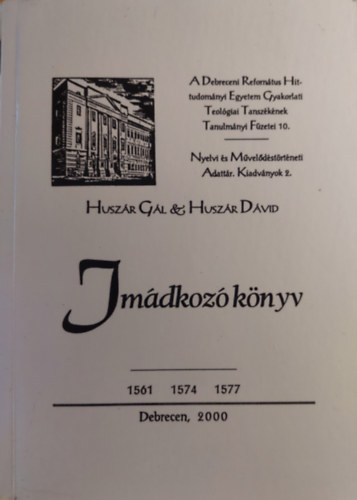 A Debreceni Református Hit-
tudományi Egyetem Gyakorlati
Teológiai Tanszékének
Tanulmányi Füzetei 10.
Nyelvi és Művelődéstörténeti
Adattár. Kiadványok 2.
Huszár Gál & Huszár Dávid
Imádkozó könyv
1561 1574 1577
Debrecen, 2000